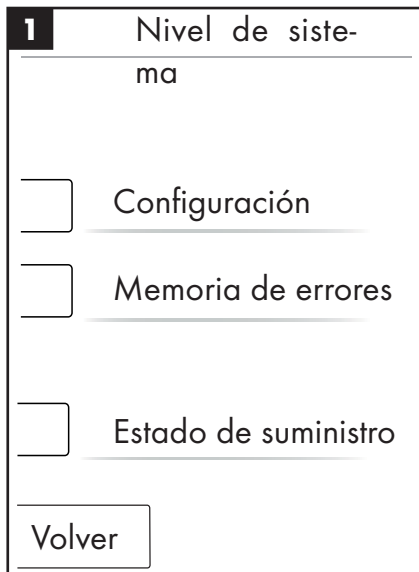 1
Nivel de siste-
ma
Configuración
Memoria de errores
Estado de suministro
Volver